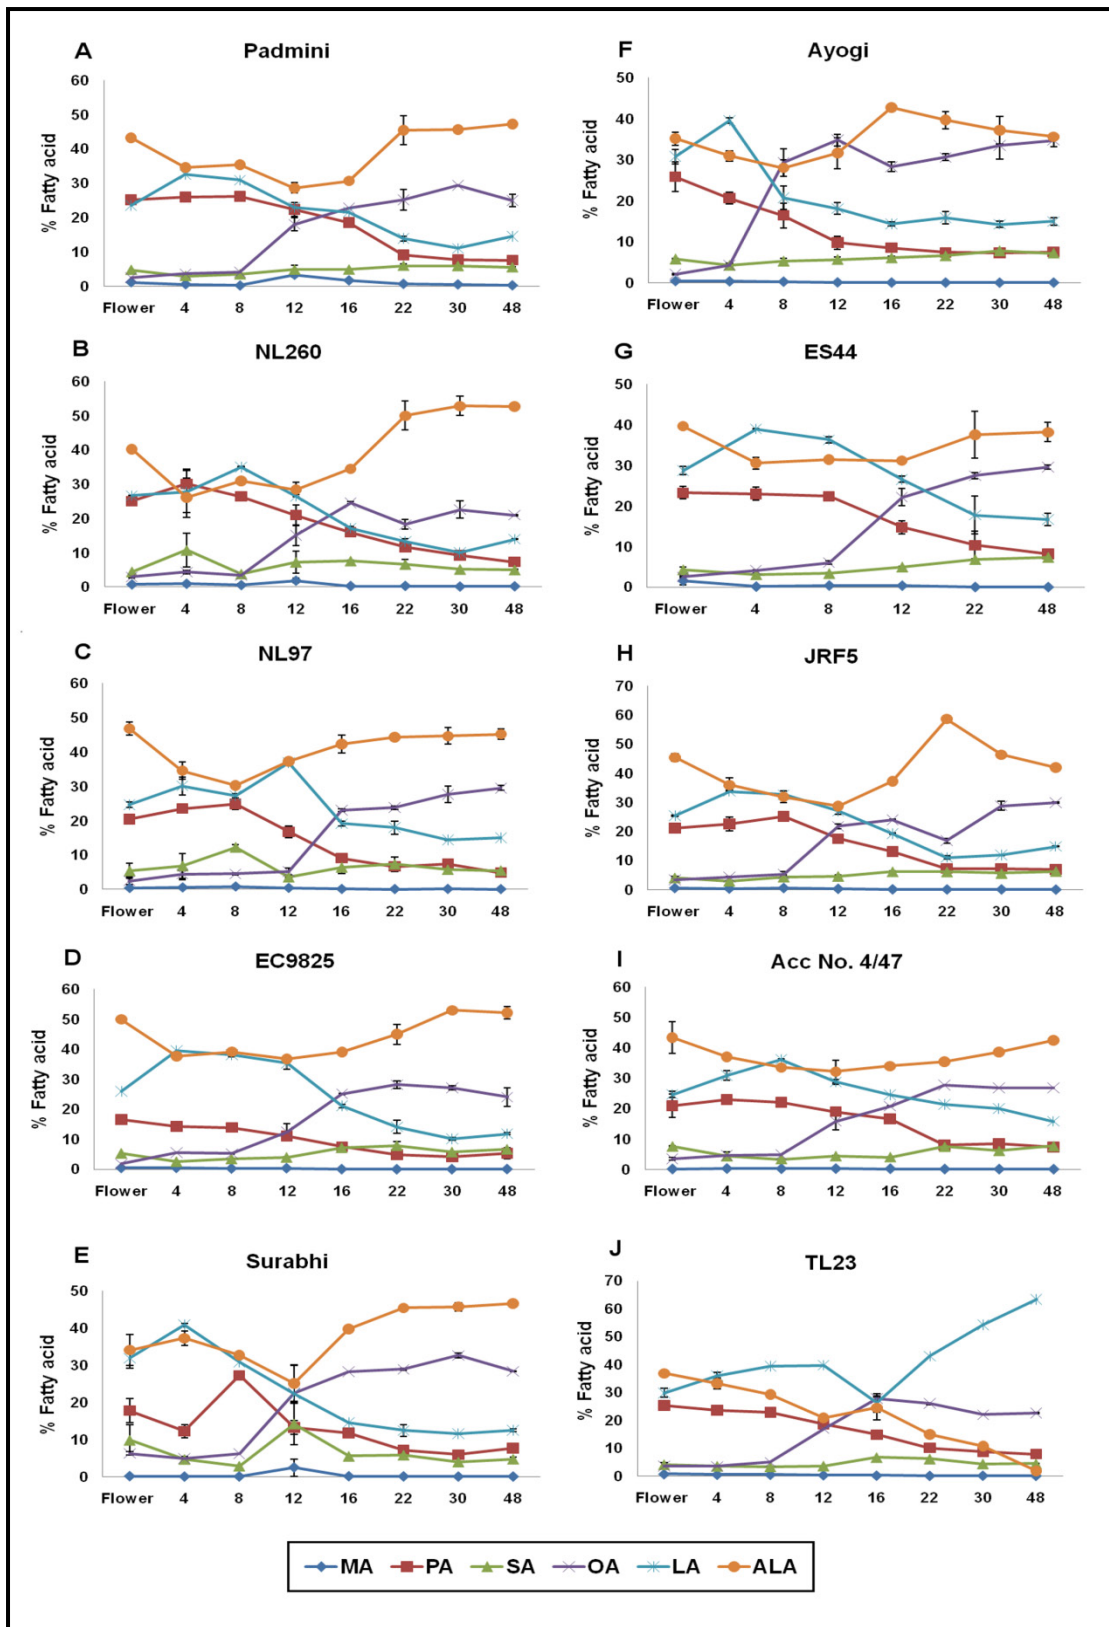 A Padmini
60
50
40
30
20
10
0
% Fatty acid
Flower 4 8 12 16 22 30 48
B NL260
60
50
40
30
20
10
0
% Fatty acid
Flower 4 8 12 16 22 30 48
C NL97
60
50
40
30
20
10
0
% Fatty acid
Flower 4 8 12 16 22 30 48
D EC9825
60
50
40
30
20
10
0
% Fatty acid
Flower 4 8 12 16 22 30 48
E Surabhi
50
40
30
20
10
0
% Fatty acid
Flower 4 8 12 16 22 30 48
F Ayogi
50
40
30
20
10
0
% Fatty acid
Flower 4 8 12 16 22 30 48
G ES44
50
40
30
20
10
0
% Fatty acid
Flower 4 8 12 22 48
H JRF5
70
60
50
40
30
20
10
0
% Fatty acid
Flower 4 8 12 16 22 30 48
I Acc No. 4/47
60
50
40
30
20
10
0
% Fatty acid
Flower 4 8 12 16 22 30 48
J TL23
70
60
50
40
30
20
10
0
% Fatty acid
Flower 4 8 12 16 22 30 48
MA PA SA OA LA ALA